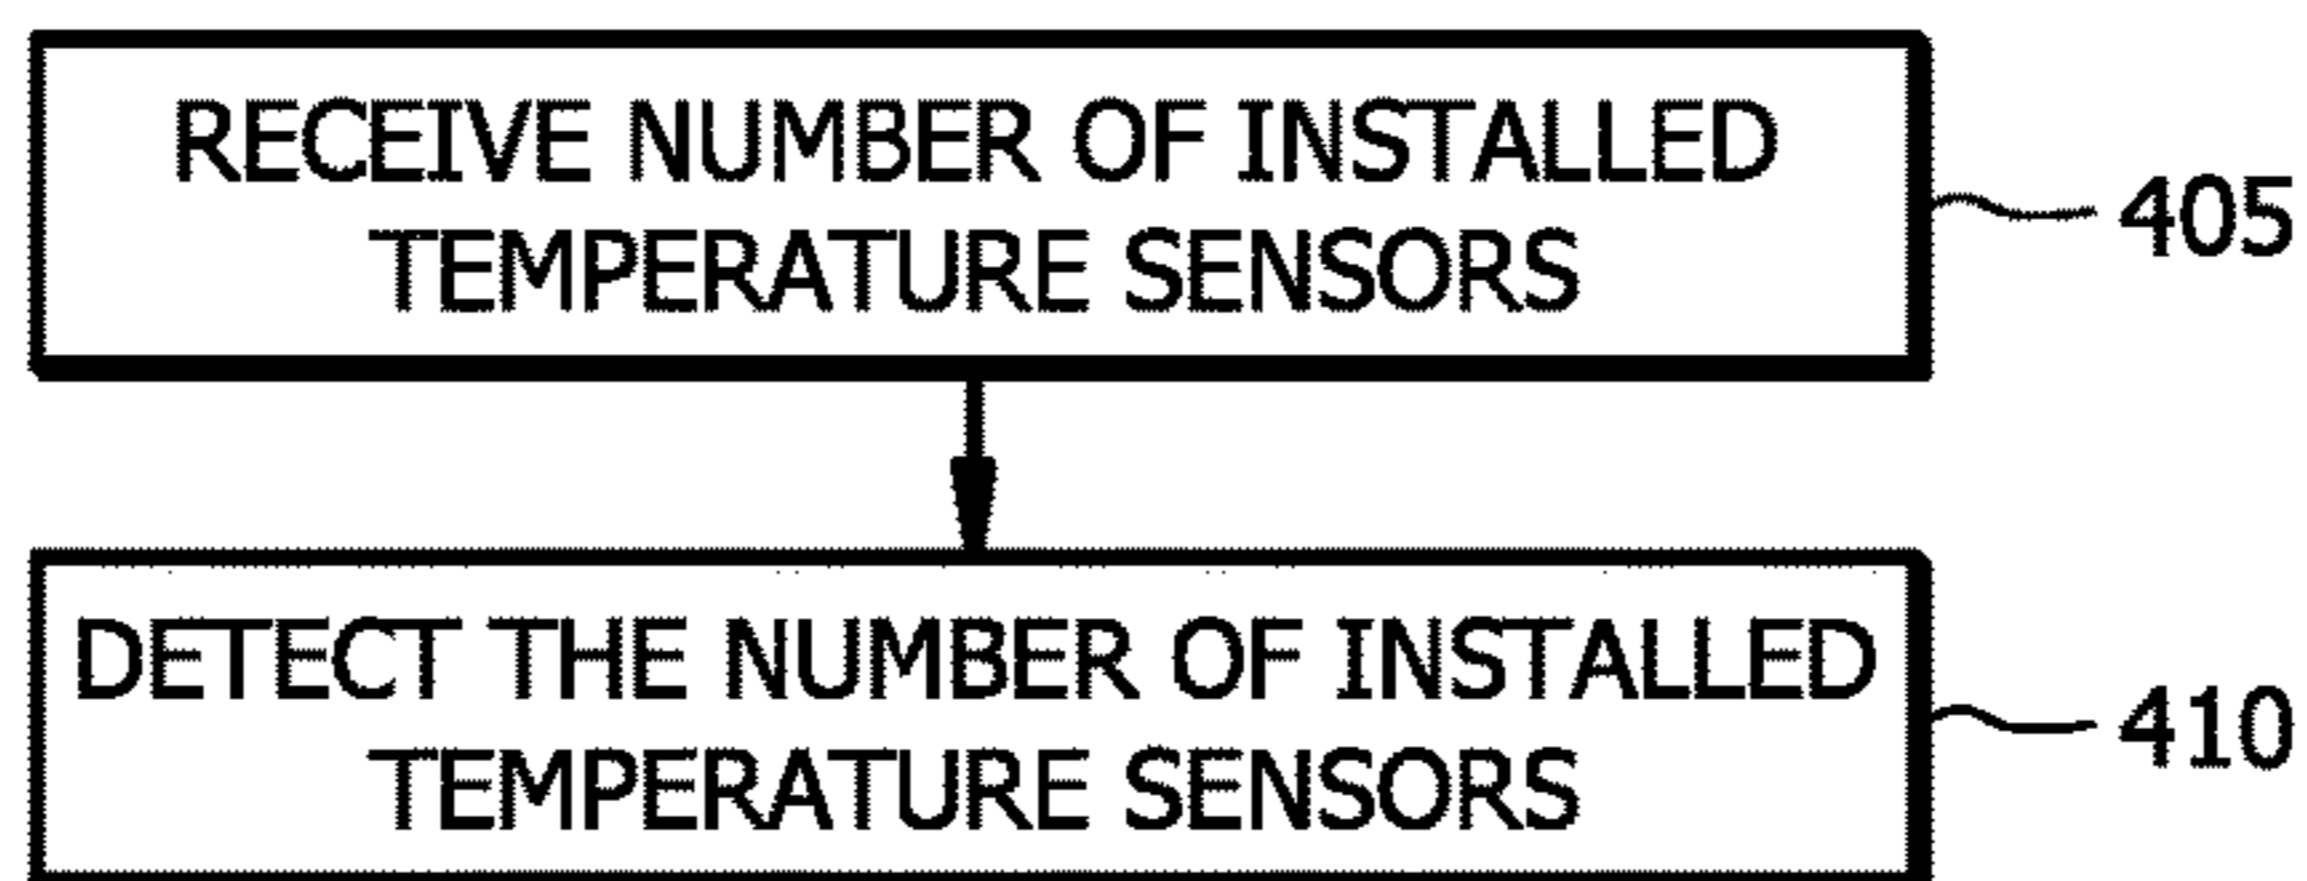 RECEIVE NUMBER OF INSTALLED
TEMPERATURE SENSORS
405
DETECT THE NUMBER OF INSTALLED
TEMPERATURE SENSORS
410